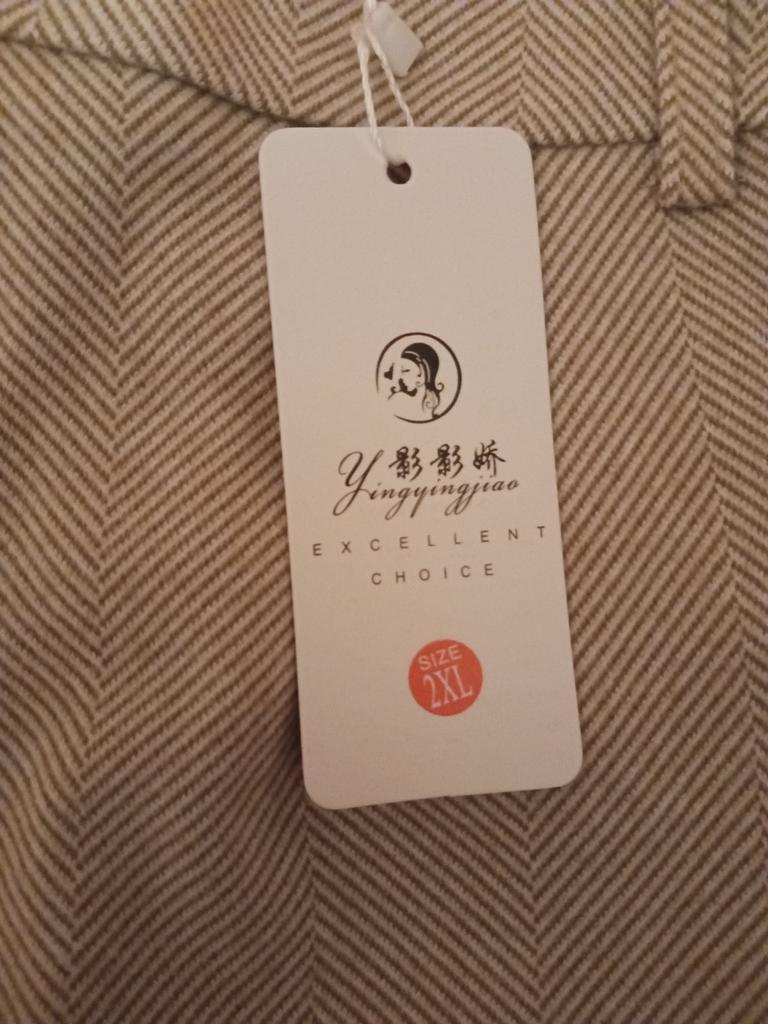 影影娇
Yingyingjiao
EXCELLENT
CHOICE
SIZE
2XL